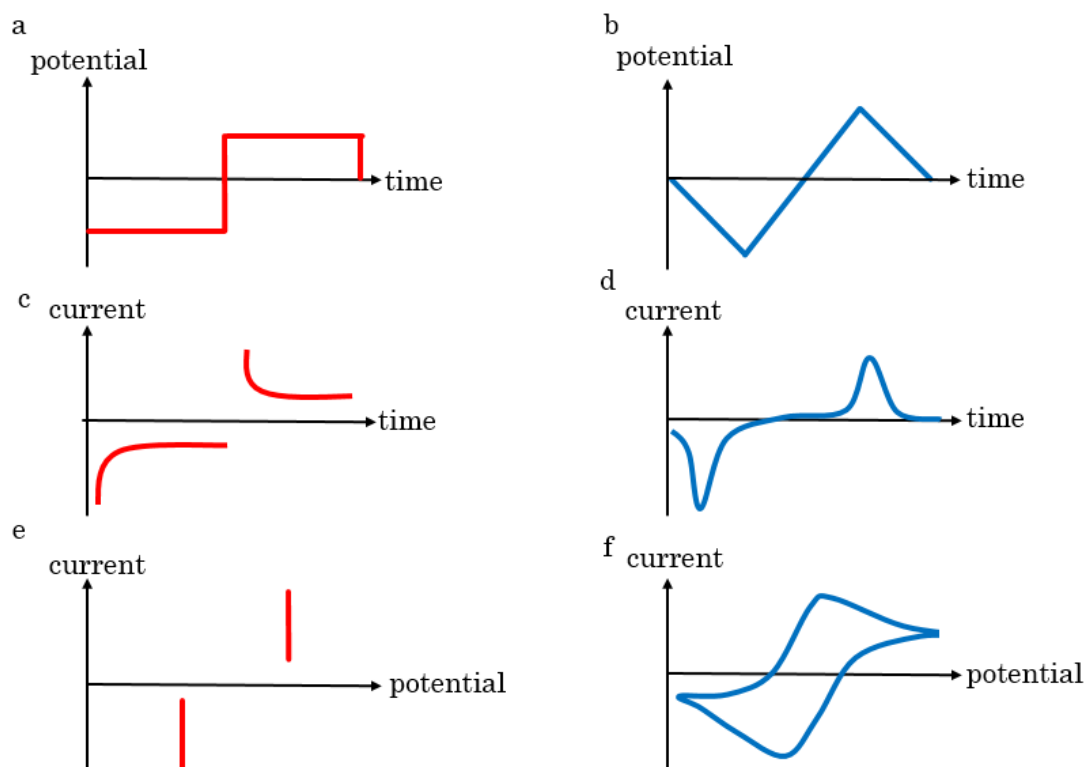 a
potential
time
b
potential
time
c
current
time
d
current
time
e
current
potential
f
current
potential